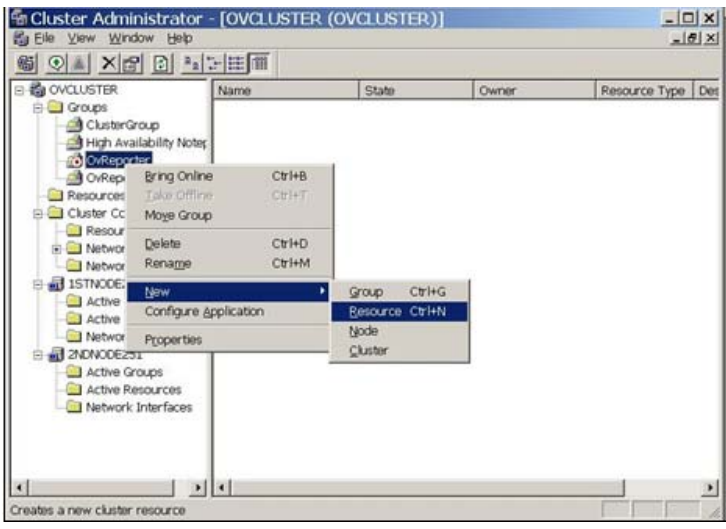 Cluster Administrator - [OVCLUSTER (OVCLUSTER)]
File View Window Help
OVCLUSTER
Groups
ClusterGroup
High Availability Notep
OvReporter
OvRepo
Resources
Cluster Co
Resour
Networ
Networ
1STNODE2
Active
Active
Networ
2NDNODE251
Active Groups
Active Resources
Network Interfaces
Name State Owner Resource Type Des
Bring Online Ctrl+B
Take Offline Ctrl+T
Move Group
Delete Ctrl+D
Rename Ctrl+M
New
Configure Application
Properties
Group Ctrl+G
Resource Ctrl+N
Node
Cluster
Creates a new cluster resource